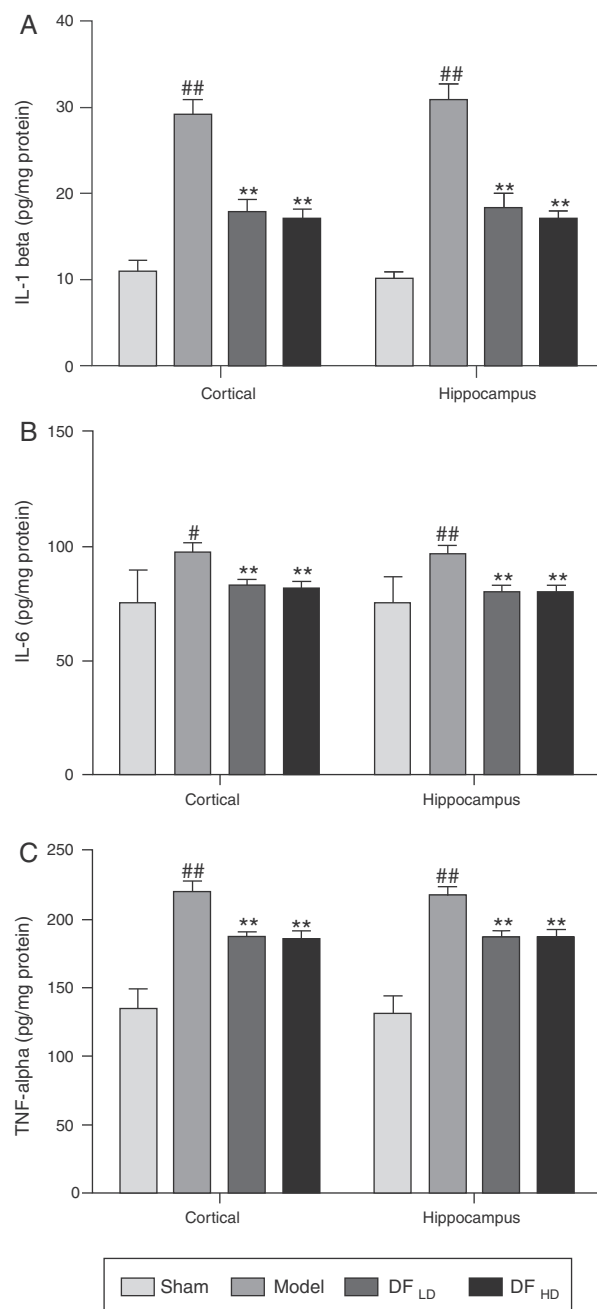 A
IL-1 beta (pg/mg protein)
40
30
20
10
0
##
**
**
##
**
**
Cortical
Hippocampus
B
IL-6 (pg/mg protein)
150
100
50
0
#
**
**
##
**
**
Cortical
Hippocampus
C
TNF-alpha (pg/mg protein)
250
200
150
100
50
0
##
**
**
##
**
**
Cortical
Hippocampus
Sham Model DF LD DF HD